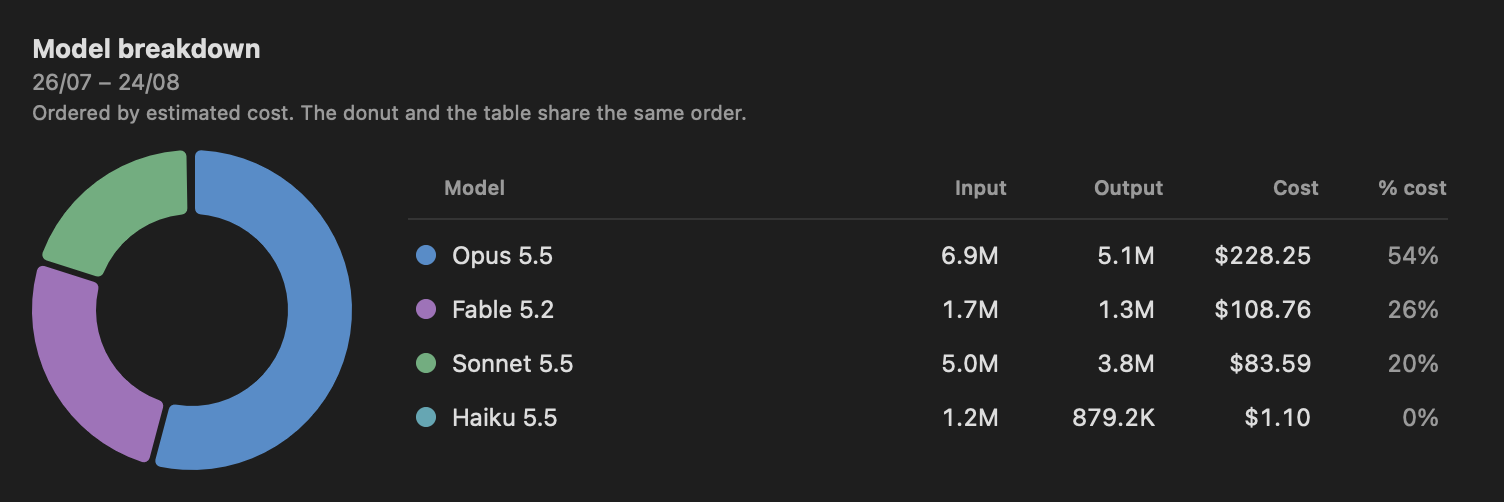 Model breakdown
26/07 – 24/08
Ordered by estimated cost. The donut and the table share the same order.
Model Input Output Cost % cost
Opus 5.5 6.9M 5.1M $228.25 54%
Fable 5.2 1.7M 1.3M $108.76 26%
Sonnet 5.5 5.0M 3.8M $83.59 20%
Haiku 5.5 1.2M 879.2K $1.10 0%